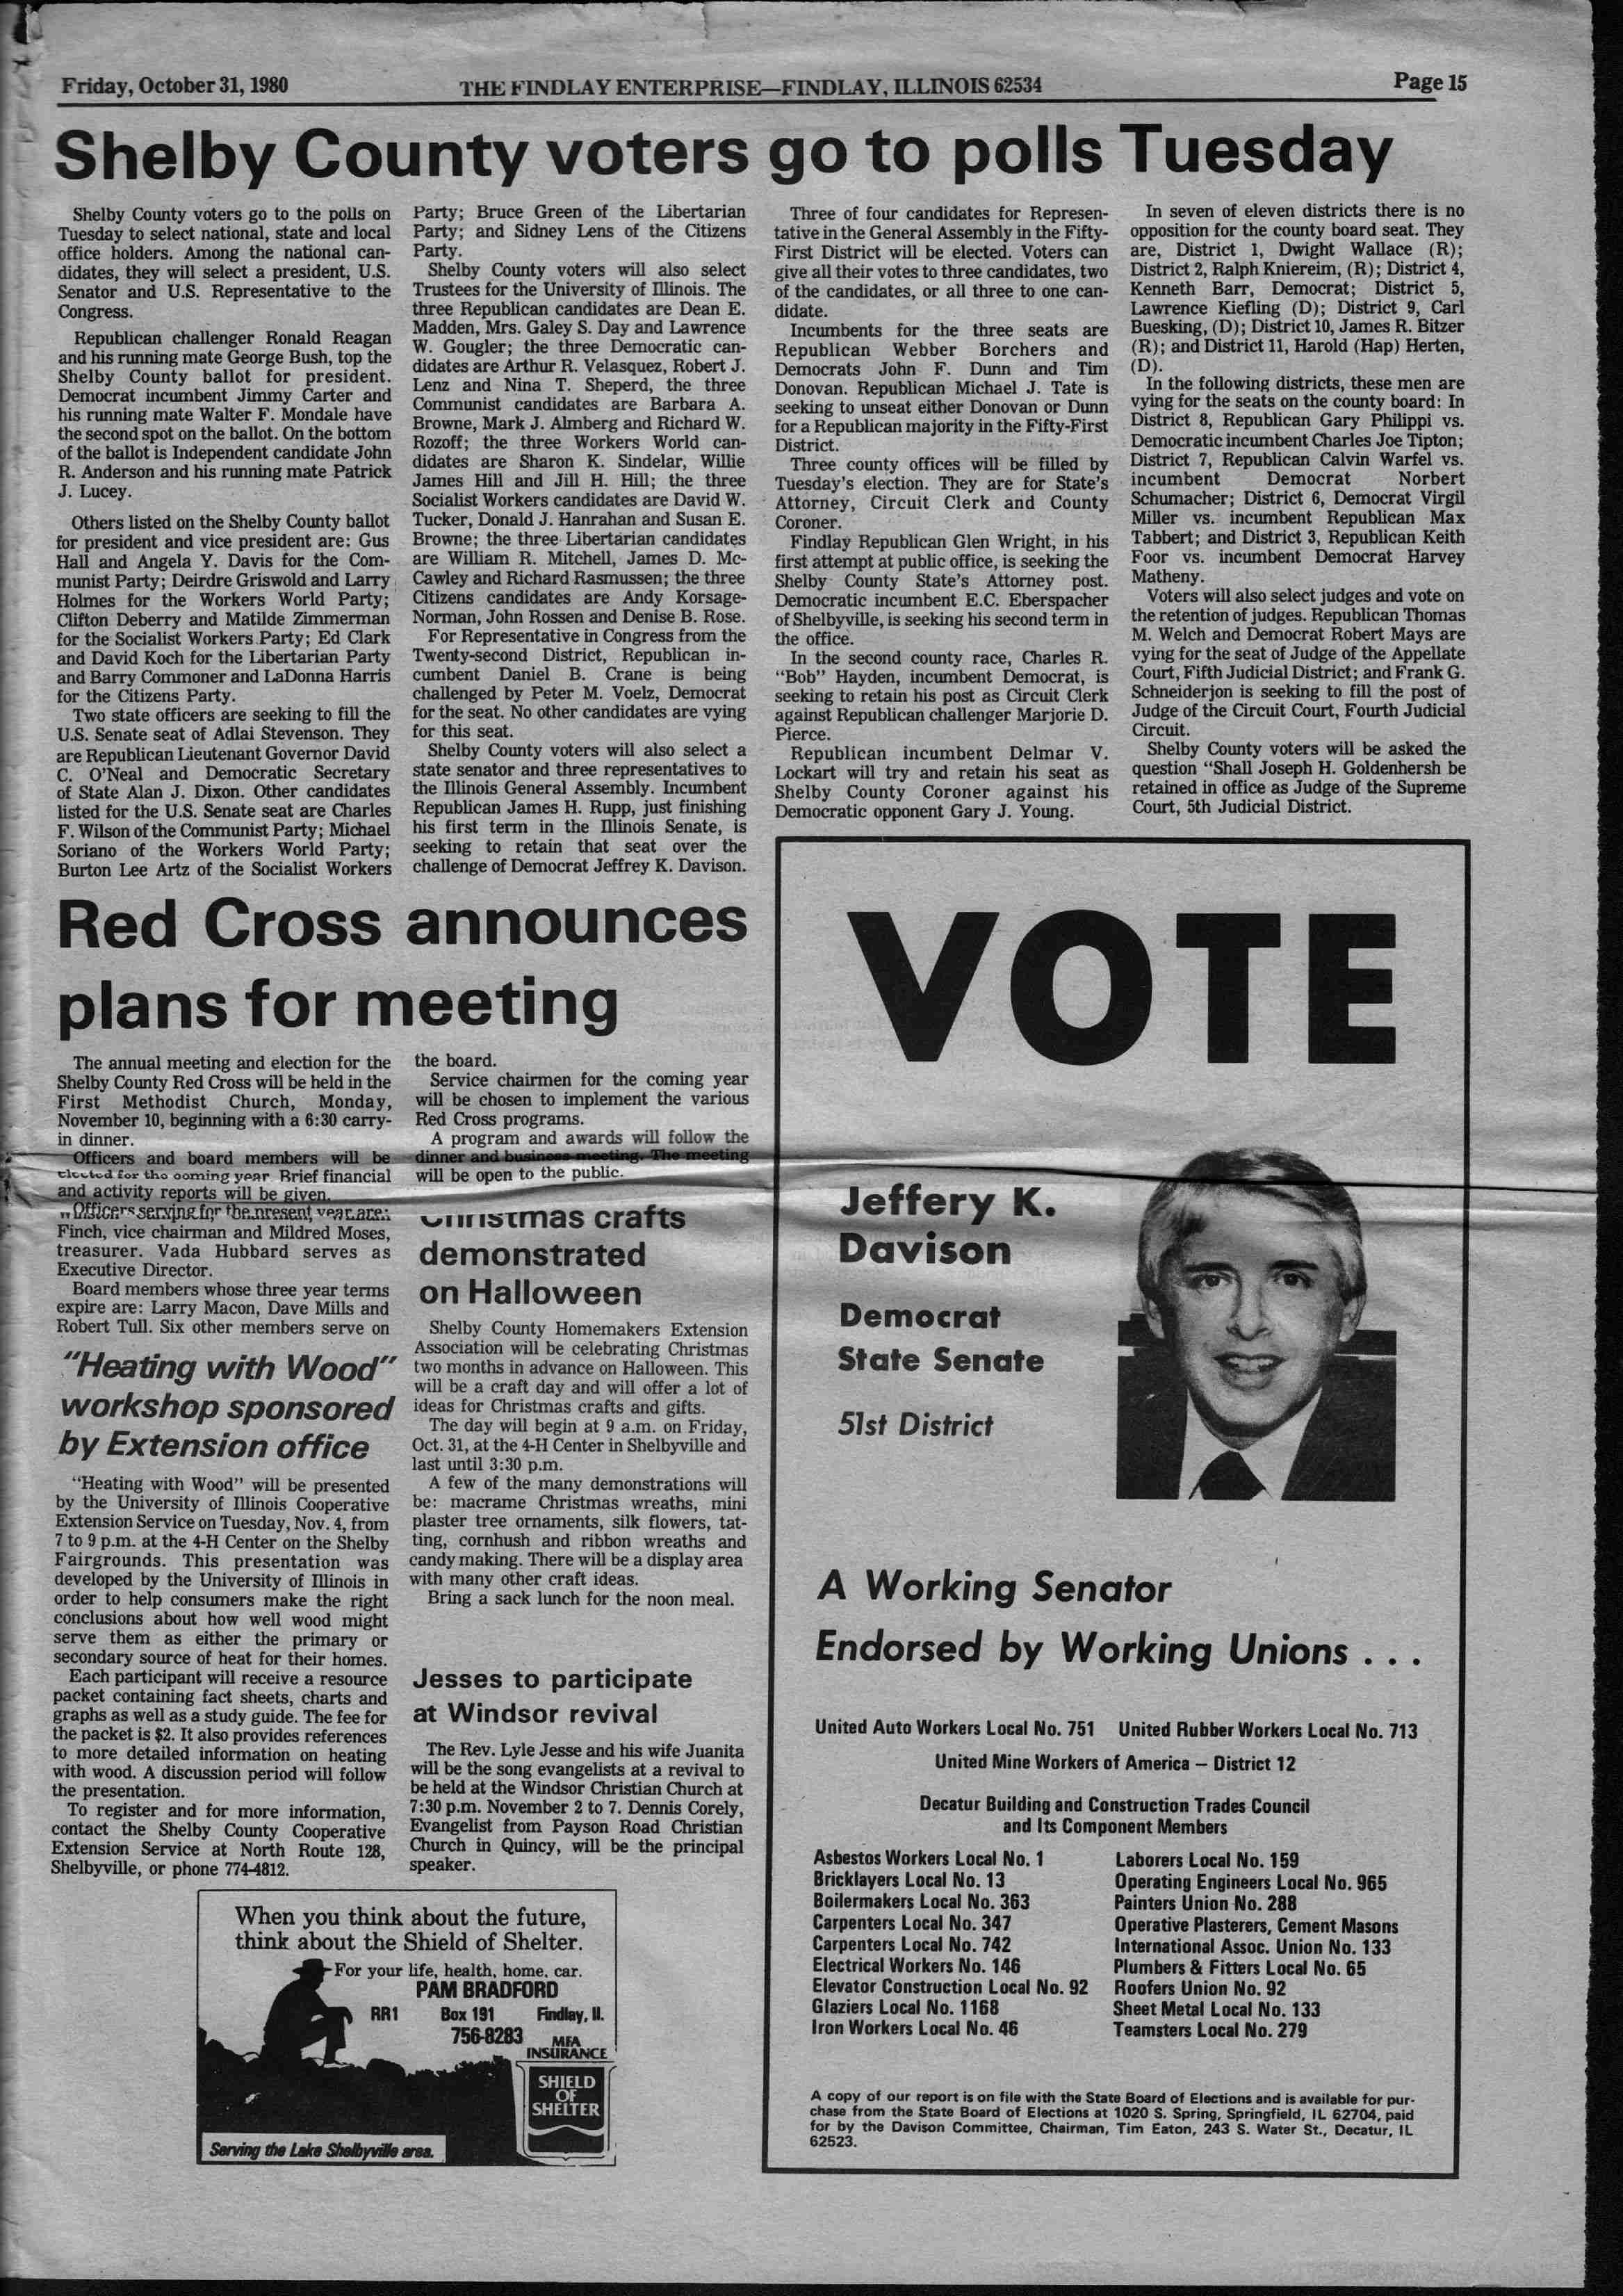 Friday, October 31, 1980
THE FINDLAY ENTERPRISE—FINDLAY, ILLINOIS 62534
Page 15
Shelby County voters go to polls Tuesday
Shelby County voters go to the polls on
Tuesday to select national, state and local
office holders. Among the national can-
didates, they will select a president, U.S.
Senator and U.S. Representative to the
Congress.
Republican challenger Ronald Reagan
and his running mate George Bush, top the
Shelby County ballot for president.
Democrat incumbent Jimmy Carter and
his running mate Walter F. Mondale have
the second spot on the ballot. On the bottom
of the ballot is Independent candidate John
R. Anderson and his running mate Patrick
J. Lucey.
Others listed on the Shelby County ballot
for president and vice president are: Gus
Hall and Angela Y. Davis for the Com-
munist Party; Deirdre Griswold and Larry
Holmes for the Workers World Party;
Clifton Deberry and Matilde Zimmerman
for the Socialist Workers Party; Ed Clark
and David Koch for the Libertarian Party
and Barry Commoner and LaDonna Harris
for the Citizens Party.
Two state officers are seeking to fill the
U.S. Senate seat of Adlai Stevenson. They
are Republican Lieutenant Governor David
C. O'Neal and Democratic Secretary
of State Alan J. Dixon. Other candidates
listed for the U.S. Senate seat are Charles
F. Wilson of the Communist Party; Michael
Soriano of the Workers World Party;
Burton Lee Artz of the Socialist Workers
Party; Bruce Green of the Libertarian
Party; and Sidney Lens of the Citizens
Party.
Shelby County voters will also select
Trustees for the University of Illinois. The
three Republican candidates are Dean E.
Madden, Mrs. Galey S. Day and Lawrence
W. Gougler; the three Democratic can-
didates are Arthur R. Velasquez, Robert J.
Lenz and Nina T. Sheperd, the three
Communist candidates are Barbara A.
Browne, Mark J. Almberg and Richard W.
Rozoff; the three Workers World can-
didates are Sharon K. Sindelar, Willie
James Hill and Jill H. Hill; the three
Socialist Workers candidates are David W.
Tucker, Donald J. Hanrahan and Susan E.
Browne; the three Libertarian candidates
are William R. Mitchell, James D. Mc-
Cawley and Richard Rasmussen; the three
Citizens candidates are Andy Korsage-
Norman, John Rossen and Denise B. Rose.
For Representative in Congress from the
Twenty-second District, Republican in-
cumbent Daniel B. Crane is being
challenged by Peter M. Voelz, Democrat
for the seat. No other candidates are vying
for this seat.
Shelby County voters will also select a
state senator and three representatives to
the Illinois General Assembly. Incumbent
Republican James H. Rupp, just finishing
his first term in the Illinois Senate, is
seeking to retain that seat over the
challenge of Democrat Jeffrey K. Davison.
Three of four candidates for Represen-
tative in the General Assembly in the Fifty-
First District will be elected. Voters can
give all their votes to three candidates, two
of the candidates, or all three to one can-
didate.
Incumbents for the three seats are
Republican Webber Borchers and
Democrats John F. Dunn and Tim
Donovan. Republican Michael J. Tate is
seeking to unseat either Donovan or Dunn
for a Republican majority in the Fifty-First
District.
Three county offices will be filled by
Tuesday's election. They are for State's
Attorney, Circuit Clerk and County
Coroner.
Findlay Republican Glen Wright, in his
first attempt at public office, is seeking the
Shelby County State's Attorney post.
Democratic incumbent E.C. Eberspacher
of Shelbyville, is seeking his second term in
the office.
In the second county race, Charles R.
"Bob" Hayden, incumbent Democrat, is
seeking to retain his post as Circuit Clerk
against Republican challenger Marjorie D.
Pierce.
Republican incumbent Delmar V.
Lockart will try and retain his seat as
Shelby County Coroner against his
Democratic opponent Gary J. Young.
In seven of eleven districts there is no
opposition for the county board seat. They
are, District 1, Dwight Wallace (R);
District 2, Ralph Kniereim, (R); District 4,
Kenneth Barr, Democrat; District 5,
Lawrence Kiefling (D); District 9, Carl
Buesking, (D); District 10, James R. Bitzer
(R); and District 11, Harold (Hap) Herten,
(D).
In the following districts, these men are
vying for the seats on the county board: In
District 8, Republican Gary Philippi vs.
Democratic incumbent Charles Joe Tipton;
District 7, Republican Calvin Warfel vs.
incumbent Democrat Norbert
Schumacher; District 6, Democrat Virgil
Miller vs. incumbent Republican Max
Tabbert; and District 3, Republican Keith
Foor vs. incumbent Democrat Harvey
Matheny.
Voters will also select judges and vote on
the retention of judges. Republican Thomas
M. Welch and Democrat Robert Mays are
vying for the seat of Judge of the Appellate
Court, Fifth Judicial District; and Frank G.
Schneiderjon is seeking to fill the post of
Judge of the Circuit Court, Fourth Judicial
Circuit.
Shelby County voters will be asked the
question "Shall Joseph H. Goldenhersh be
retained in office as Judge of the Supreme
Court, 5th Judicial District.
Red Cross announces
plans for meeting
The annual meeting and election for the
Shelby County Red Cross will be held in the
First Methodist Church, Monday,
November 10, beginning with a 6:30 carry-
in dinner.
Officers and board members will be
elected for the coming year. Brief financial
and activity reports will be given.
Officers serving for the present year are:
Finch, vice chairman and Mildred Moses,
treasurer. Vada Hubbard serves as
Executive Director.
Board members whose three year terms
expire are: Larry Macon, Dave Mills and
Robert Tull. Six other members serve on
the board.
Service chairmen for the coming year
will be chosen to implement the various
Red Cross programs.
A program and awards will follow the
dinner and business meeting. The meeting
will be open to the public.
"Heating with Wood"
workshop sponsored
by Extension office
"Heating with Wood" will be presented
by the University of Illinois Cooperative
Extension Service on Tuesday, Nov. 4, from
7 to 9 p.m. at the 4-H Center on the Shelby
Fairgrounds. This presentation was
developed by the University of Illinois in
order to help consumers make the right
conclusions about how well wood might
serve them as either the primary or
secondary source of heat for their homes.
Each participant will receive a resource
packet containing fact sheets, charts and
graphs as well as a study guide. The fee for
the packet is $2. It also provides references
to more detailed information on heating
with wood. A discussion period will follow
the presentation.
To register and for more information,
contact the Shelby County Cooperative
Extension Service at North Route 128,
Shelbyville, or phone 774-4812.
Christmas crafts
demonstrated
on Halloween
Shelby County Homemakers Extension
Association will be celebrating Christmas
two months in advance on Halloween. This
will be a craft day and will offer a lot of
ideas for Christmas crafts and gifts.
The day will begin at 9 a.m. on Friday,
Oct. 31, at the 4-H Center in Shelbyville and
last until 3:30 p.m.
A few of the many demonstrations will
be: macrame Christmas wreaths, mini
plaster tree ornaments, silk flowers, tat-
ting, cornhush and ribbon wreaths and
candy making. There will be a display area
with many other craft ideas.
Bring a sack lunch for the noon meal.
Jesses to participate
at Windsor revival
The Rev. Lyle Jesse and his wife Juanita
will be the song evangelists at a revival to
be held at the Windsor Christian Church at
7:30 p.m. November 2 to 7. Dennis Corely,
Evangelist from Payson Road Christian
Church in Quincy, will be the principal
speaker.
When you think about the future,
think about the Shield of Shelter.
For your life, health, home, car.
PAM BRADFORD
RR1 Box 191 Findlay, Il.
756-8283
MFA
INSURANCE
SHIELD
OF
SHELTER
Serving the Lake Shelbyville area.
VOTE
Jeffery K.
Davison
Democrat
State Senate
51st District
A Working Senator
Endorsed by Working Unions . . .
United Auto Workers Local No. 751 United Rubber Workers Local No. 713
United Mine Workers of America — District 12
Decatur Building and Construction Trades Council
and Its Component Members
Asbestos Workers Local No. 1
Bricklayers Local No. 13
Boilermakers Local No. 363
Carpenters Local No. 347
Carpenters Local No. 742
Electrical Workers No. 146
Elevator Construction Local No. 92
Glaziers Local No. 1168
Iron Workers Local No. 46
Laborers Local No. 159
Operating Engineers Local No. 965
Painters Union No. 288
Operative Plasterers, Cement Masons
International Assoc. Union No. 133
Plumbers & Fitters Local No. 65
Roofers Union No. 92
Sheet Metal Local No. 133
Teamsters Local No. 279
A copy of our report is on file with the State Board of Elections and is available for pur-
chase from the State Board of Elections at 1020 S. Spring, Springfield, IL 62704, paid
for by the Davison Committee, Chairman, Tim Eaton, 243 S. Water St., Decatur, IL
62523.